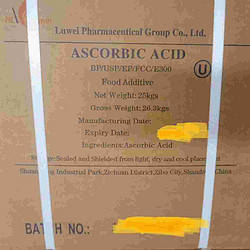 Luwei Pharmaceutical Group Co., Ltd.
ASCORBIC ACID
BP/USP/EP/FCC/E300
Food Additive
Net Weight: 25kgs
Gross Weight: 26.3kgs
Manufacturing Date:
Expiry Date:
Ingredients: Ascorbic Acid
Storage: Sealed and Shielded from light, dry and cool place
Industrial Park, Zichuan District, Zibo City, Shandong China
BATCH NO.:
U